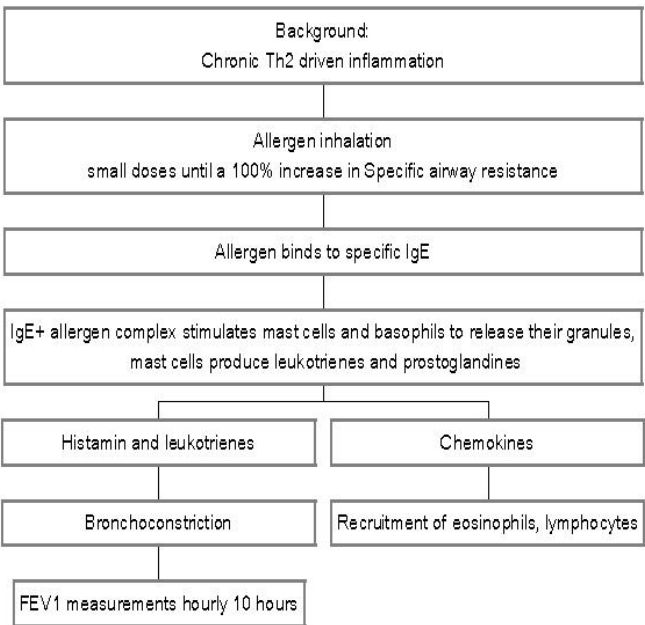 Background:
Chronic Th2 driven inflammation
Allergen inhalation
small doses until a 100% increase in Specific airway resistance
Allergen binds to specific IgE
IgE+ allergen complex stimulates mast cells and basophils to release their granules,
mast cells produce leukotrienes and prostoglandines
Histamin and leukotrienes
Chemokines
Bronchoconstriction
Recruitment of eosinophils, lymphocytes
FEV1 measurements hourly 10 hours